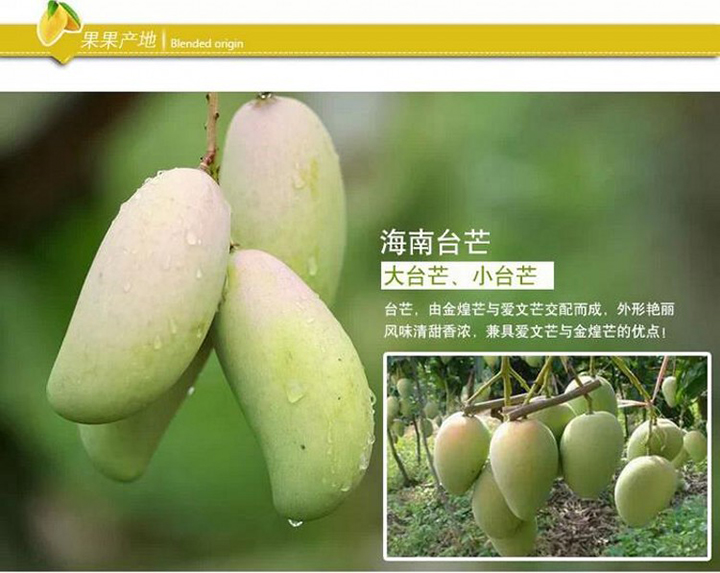 果果产地 | Blended origin
海南台芒
大台芒、小台芒
台芒，由金煌芒与爱文芒交配而成，外形艳丽
风味清甜香浓，兼具爱文芒与金煌芒的优点！